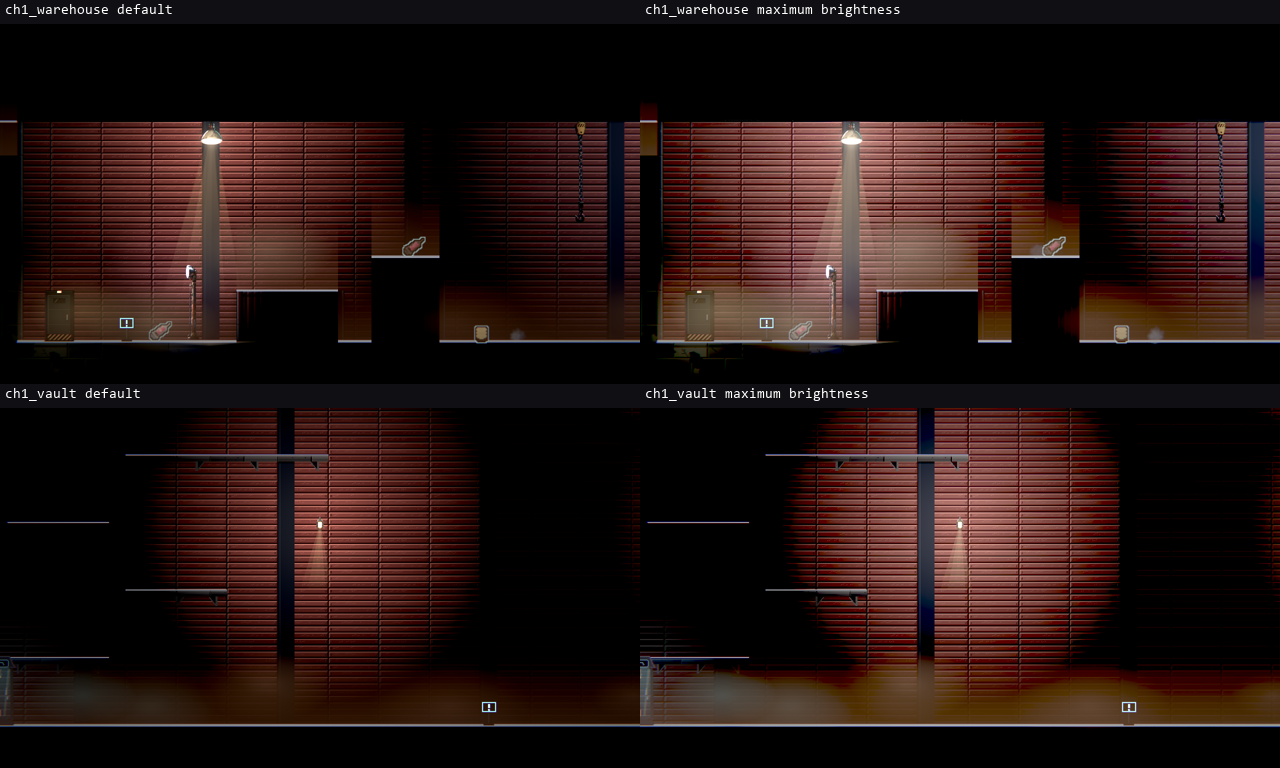 ch1_warehouse default
ch1_warehouse maximum brightness
ch1_vault default
ch1_vault maximum brightness